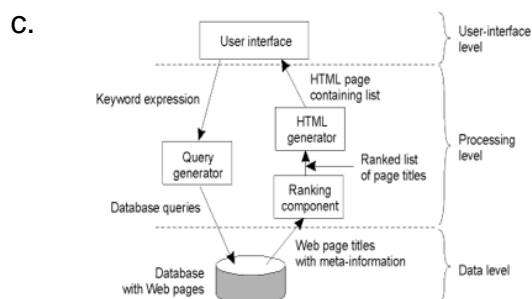 C.
User interface
User-interface
level
Keyword expression
HTML page
containing list
Query
generator
HTML
generator
Ranked list
of page titles
Processing
level
Ranking
component
Database queries
Web page titles
with meta-information
Database
with Web pages
Data level